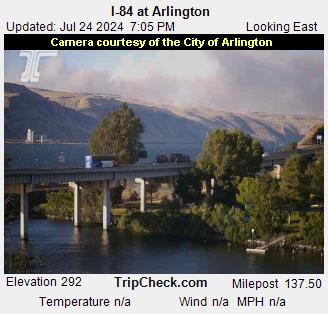 I-84 at Arlington
Updated: Jul 24 2024  7:05 PM Looking East
Camera courtesy of the City of Arlington
Elevation 292 TripCheck.com Milepost 137.50
Temperature n/a Wind n/a MPH n/a